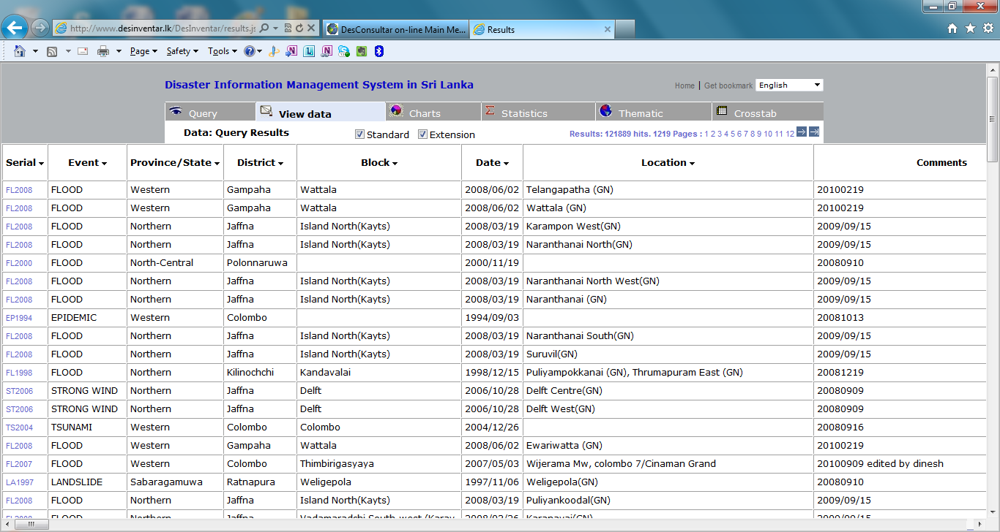 http://www.desinventar.lk/DesInventar/results.js
DesConsultar on-line Main Me...
Results
Page
Safety
Tools
Disaster Information Management System in Sri Lanka
Home | Get bookmark English
Query View data Charts Statistics Thematic Crosstab
Data: Query Results Standard Extension Results: 121889 hits. 1219 Pages : 1 2 3 4 5 6 7 8 9 10 11 12
Serial Event Province/State District Block Date Location Comments
FL2008 FLOOD Western Gampaha Wattala 2008/06/02 Telangapatha (GN) 20100219
FL2008 FLOOD Western Gampaha Wattala 2008/06/02 Wattala (GN) 20100219
FL2008 FLOOD Northern Jaffna Island North(Kayts) 2008/03/19 Karampon West(GN) 2009/09/15
FL2008 FLOOD Northern Jaffna Island North(Kayts) 2008/03/19 Naranthanai North(GN) 2009/09/15
FL2000 FLOOD North-Central Polonnaruwa 2000/11/19 20080910
FL2008 FLOOD Northern Jaffna Island North(Kayts) 2008/03/19 Naranthanai North West(GN) 2009/09/15
FL2008 FLOOD Northern Jaffna Island North(Kayts) 2008/03/19 Naranthanai (GN) 2009/09/15
EP1994 EPIDEMIC Western Colombo 1994/09/03 20081013
FL2008 FLOOD Northern Jaffna Island North(Kayts) 2008/03/19 Naranthanai South(GN) 2009/09/15
FL2008 FLOOD Northern Jaffna Island North(Kayts) 2008/03/19 Suruvil(GN) 2009/09/15
FL1998 FLOOD Northern Kilinochchi Kandavalai 1998/12/15 Puliyampokkanai (GN), Thrumapuram East (GN) 20081219
ST2006 STRONG WIND Northern Jaffna Delft 2006/10/28 Delft Centre(GN) 20080909
ST2006 STRONG WIND Northern Jaffna Delft 2006/10/28 Delft West(GN) 20080909
TS2004 TSUNAMI Western Colombo Colombo 2004/12/26 20080916
FL2008 FLOOD Western Gampaha Wattala 2008/06/02 Ewariwatta (GN) 20100219
FL2007 FLOOD Western Colombo Thimbirigasyaya 2007/05/03 Wijerama Mw, colombo 7/Cinaman Grand 20100909 edited by dinesh
LA1997 LANDSLIDE Sabaragamuwa Ratnapura Weligepola 1997/11/06 Weligepola(GN) 20080910
FL2008 FLOOD Northern Jaffna Island North(Kayts) 2008/03/19 Puliyankoodal(GN) 2009/09/15
FL2008 FLOOD Northern Jaffna